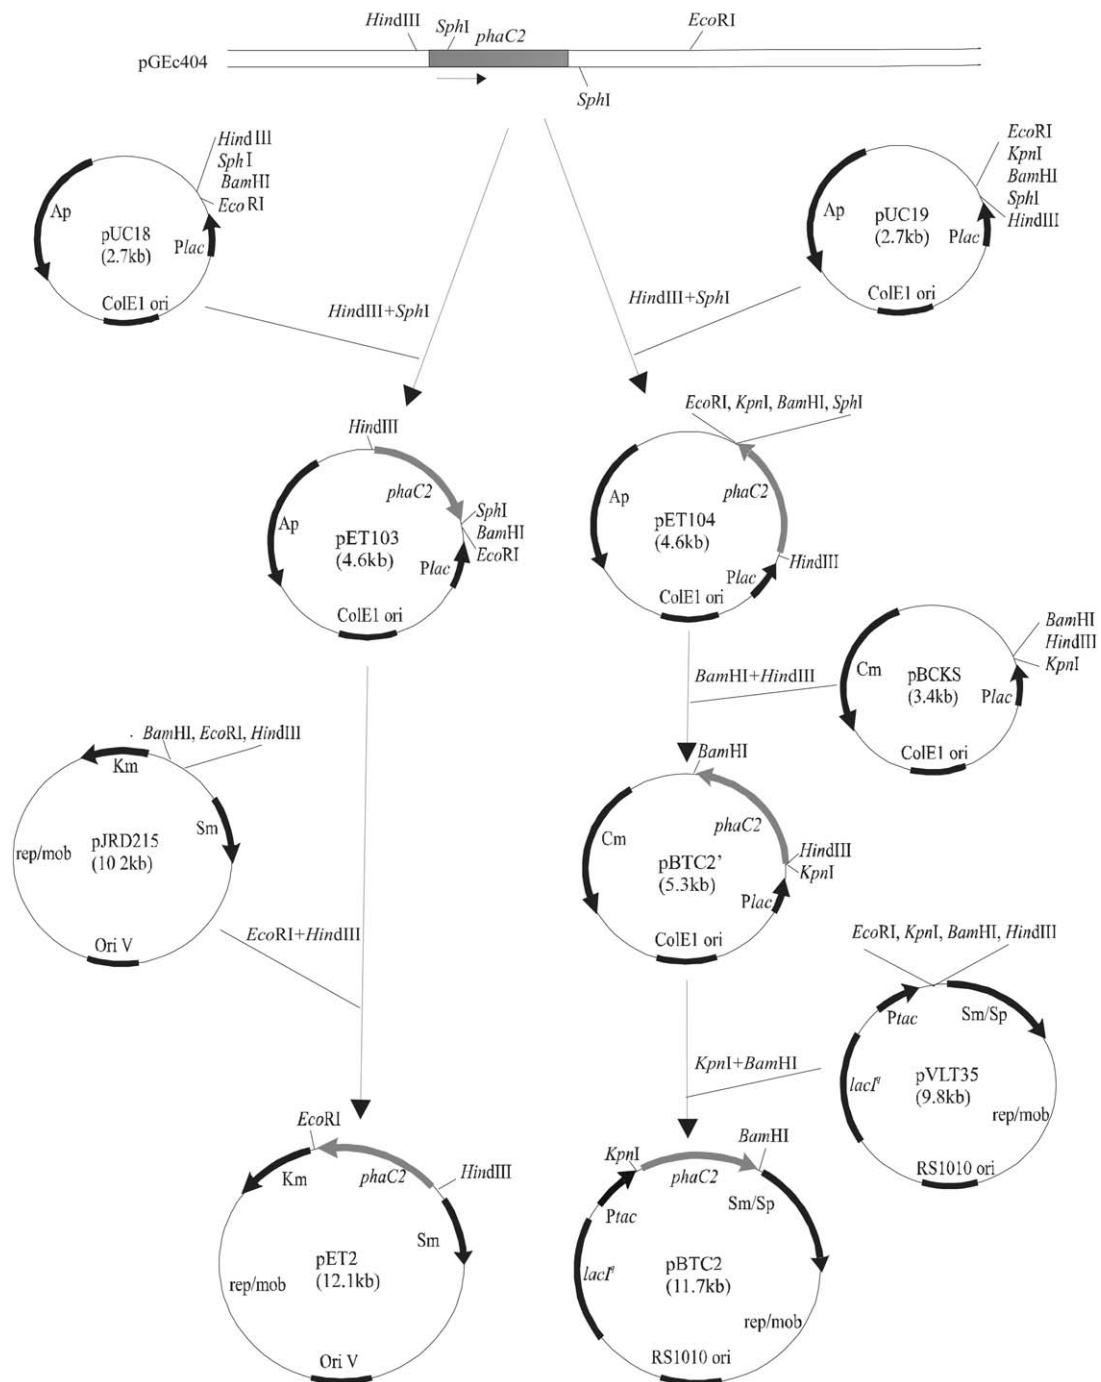 HindIII
SphI
phaC2
EcoRI
pGEc404
SphI
HindIII
SphI
BamHI
EcoRI
Ap
pUC18
(2.7kb)
Plac
ColE1 ori
EcoRI
KpnI
BamHI
SphI
HindIII
Ap
pUC19
(2.7kb)
Plac
ColE1 ori
HindIII+SphI
HindIII+SphI
HindIII
phaC2
Ap
SphI
BamHI
EcoRI
pET103
(4.6kb)
Plac
ColE1 ori
EcoRI, KpnI, BamHI, SphI
phaC2
Ap
pET104
(4.6kb)
HindIII
Plac
ColE1 ori
BamHI+HindIII
BamHI
HindIII
KpnI
Cm
pBCKS
(3.4kb)
Plac
ColE1 ori
BamHI, EcoRI, HindIII
Km
Sm
pJRD215
(10 2kb)
rep/mob
Ori V
EcoRI+HindIII
BamHI
phaC2
Cm
HindIII
KpnI
pBTC2’
(5.3kb)
Plac
ColE1 ori
EcoRI, KpnI, BamHI, HindIII
Ptac
Sm/Sp
lacIq
pVLT35
(9.8kb)
rep/mob
RS1010 ori
KpnI+BamHI
EcoRI
Km
phaC2
HindIII
Sm
pET2
(12.1kb)
rep/mob
Ori V
KpnI
BamHI
phaC2
Ptac
Sm/Sp
lacIq
pBTC2
(11.7kb)
rep/mob
RS1010 ori